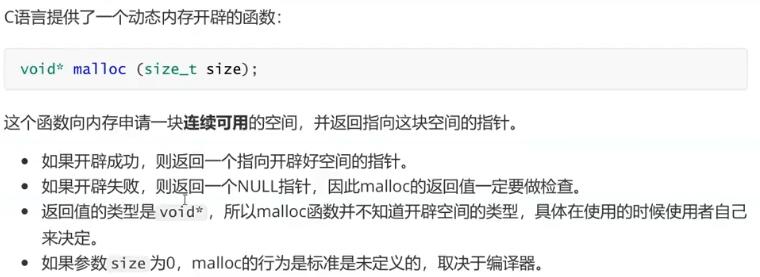 C语言提供了一个动态内存开辟的函数：
void* malloc (size_t size);
这个函数向内存申请一块连续可用的空间，并返回指向这块空间的指针。
• 如果开辟成功，则返回一个指向开辟好空间的指针。
• 如果开辟失败，则返回一个NULL指针，因此malloc的返回值一定要做检查。
• 返回值的类型是 void* ，所以malloc函数并不知道开辟空间的类型，具体在使用的时候使用者自己
来决定。
• 如果参数 size 为0，malloc的行为是标准是未定义的，取决于编译器。